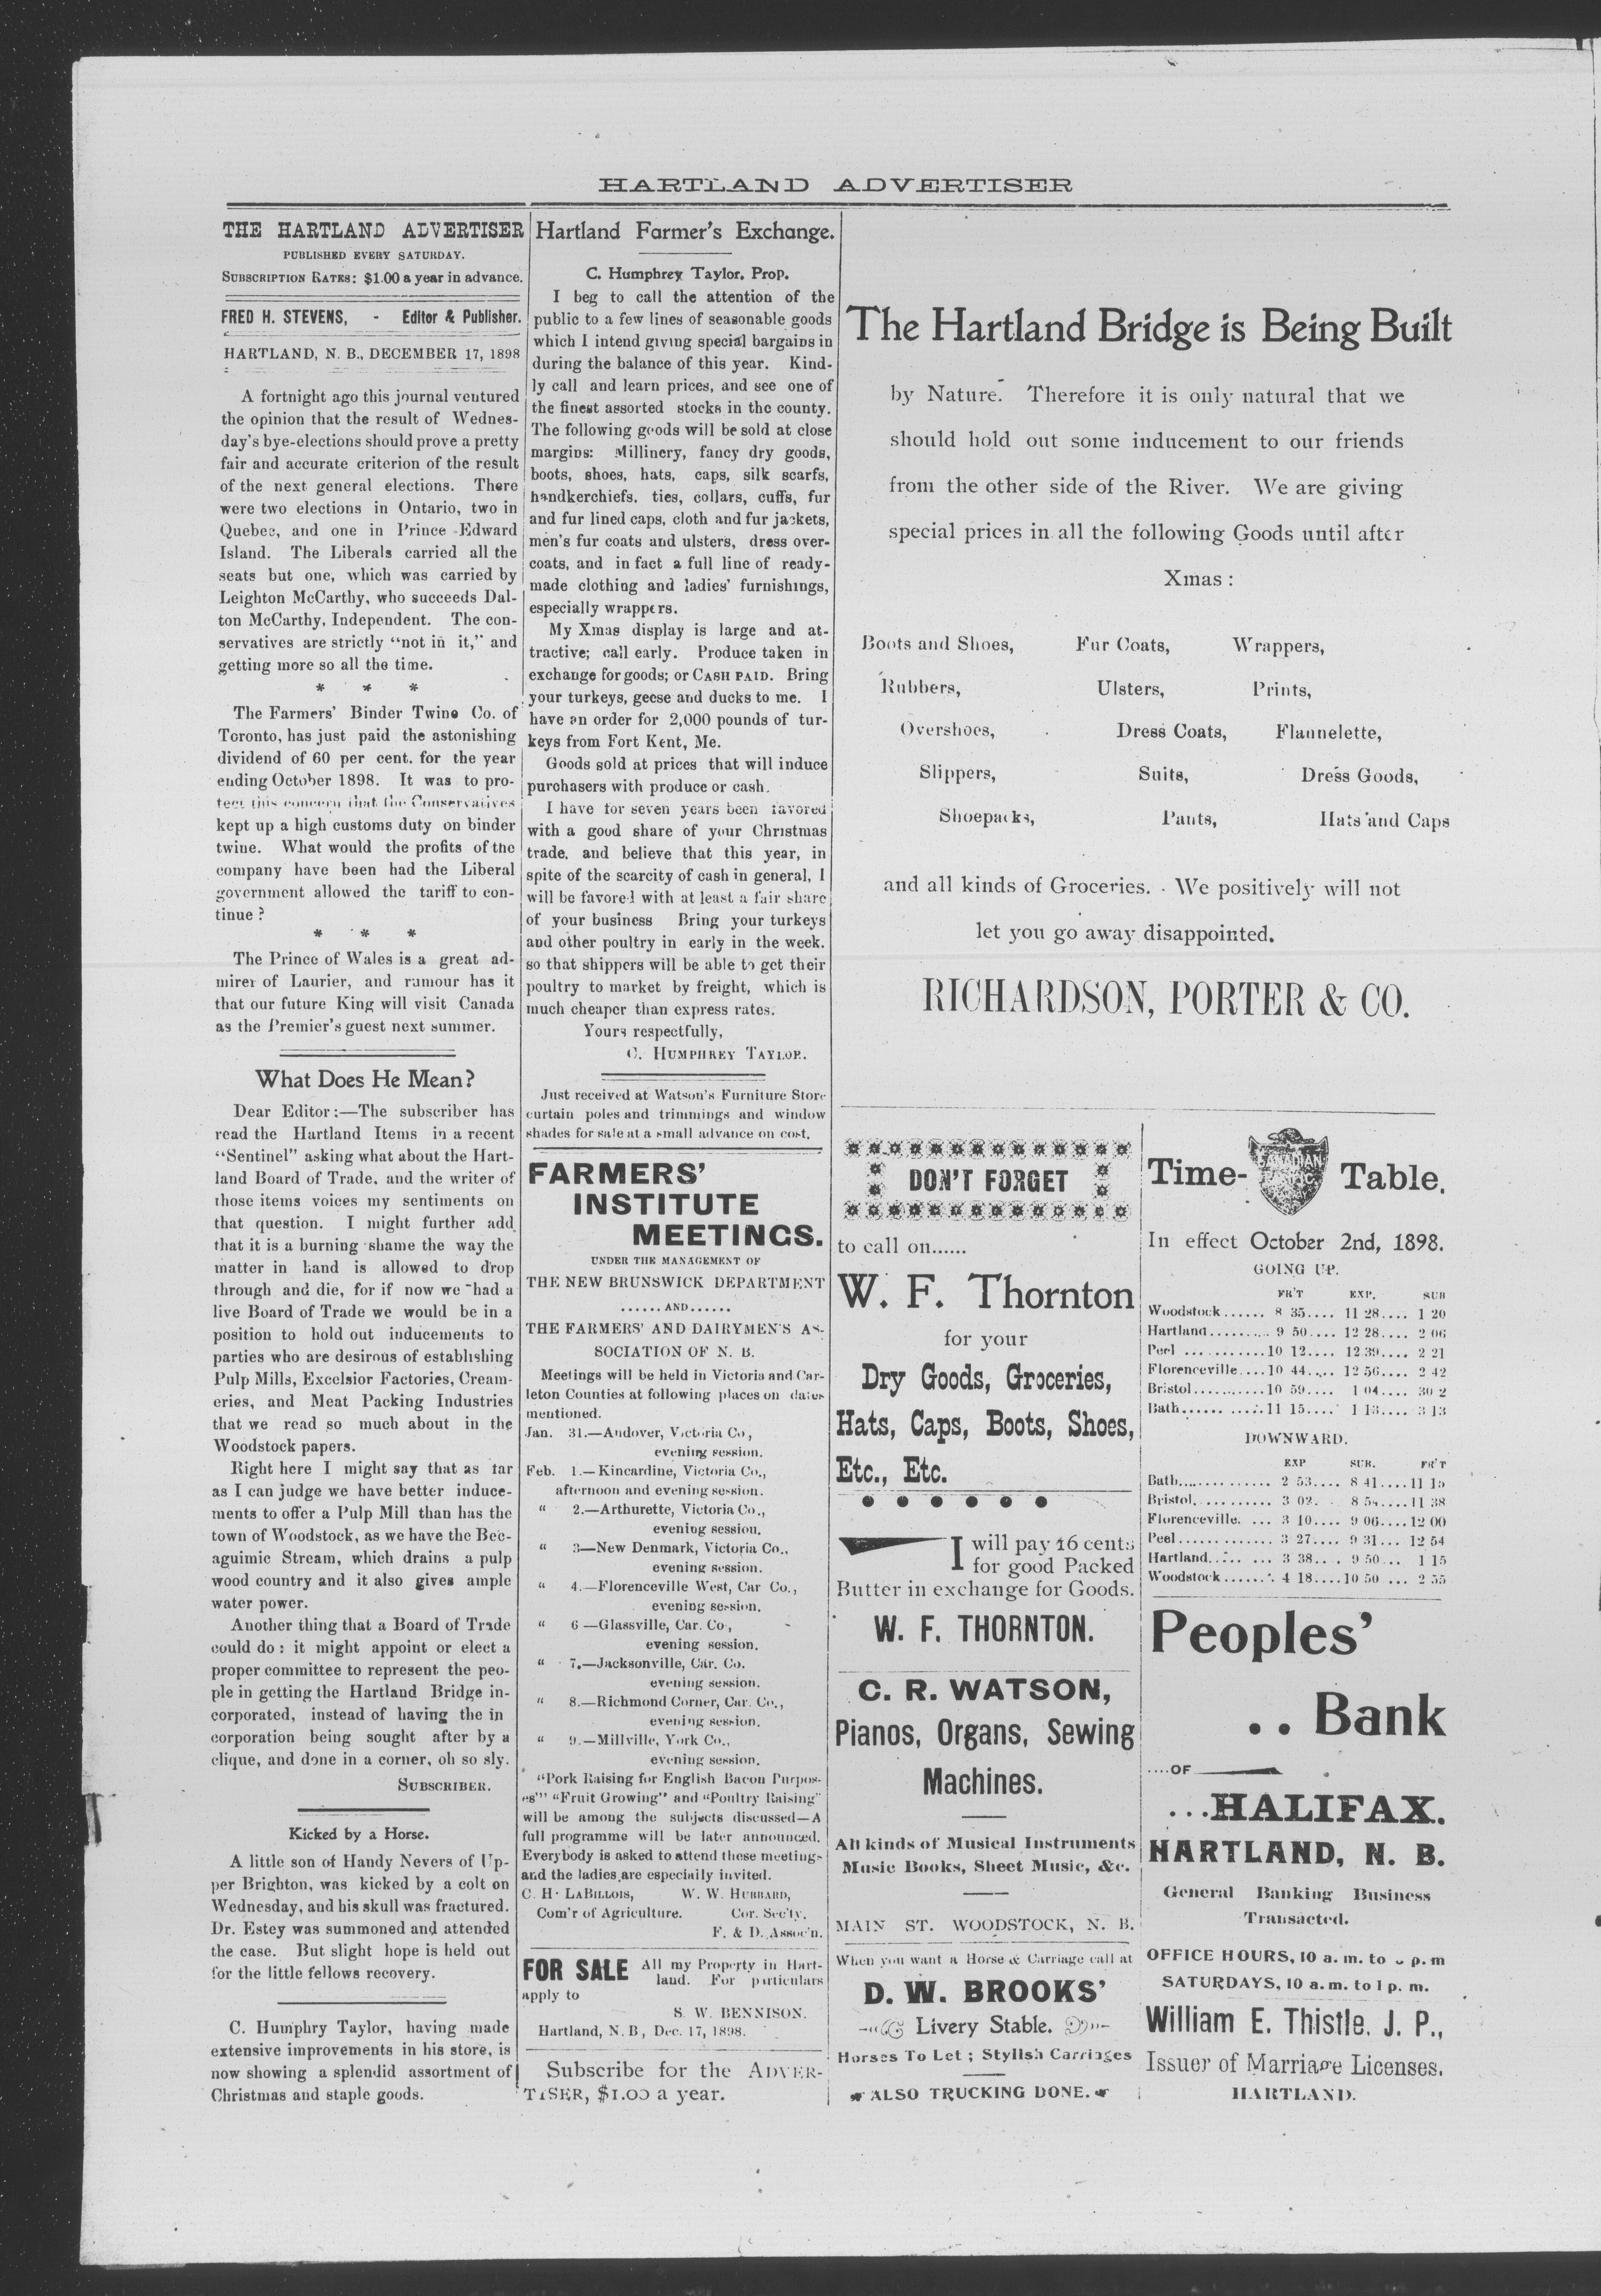 HARTLAND ADVERTISER
THE HARTLAND ADVERTISER
PUBLISHED EVERY SATURDAY.
SUBSCRIPTION RATES: $1.00 a year in advance.
FRED H. STEVENS, - Editor & Publisher.
HARTLAND, N. B., DECEMBER 17, 1898
A fortnight ago this journal ventured
the opinion that the result of Wednes-
day's bye-elections should prove a pretty
fair and accurate criterion of the result
of the next general elections. There
were two elections in Ontario, two in
Quebec, and one in Prince Edward
Island. The Liberals carried all the
seats but one, which was carried by
Leighton McCarthy, who succeeds Dal-
ton McCarthy, Independent. The con-
servatives are strictly "not in it," and
getting more so all the time.
* * *
The Farmers' Binder Twine Co. of
Toronto, has just paid the astonishing
dividend of 60 per cent. for the year
ending October 1898. It was to pro-
tect this concern that the Conservatives
kept up a high customs duty on binder
twine. What would the profits of the
company have been had the Liberal
government allowed the tariff to con-
tinue?
* * *
The Prince of Wales is a great ad-
mirer of Laurier, and rumour has it
that our future King will visit Canada
as the Premier's guest next summer.
What Does He Mean?
Dear Editor:—The subscriber has
read the Hartland Items in a recent
"Sentinel" asking what about the Hart-
land Board of Trade, and the writer of
those items voices my sentiments on
that question. I might further add
that it is a burning shame the way the
matter in hand is allowed to drop
through and die, for if now we had a
live Board of Trade we would be in a
position to hold out inducements to
parties who are desirous of establishing
Pulp Mills, Excelsior Factories, Cream-
eries, and Meat Packing Industries
that we read so much about in the
Woodstock papers.
Right here I might say that as far
as I can judge we have better induce-
ments to offer a Pulp Mill than has the
town of Woodstock, as we have the Bec-
aguimic Stream, which drains a pulp
wood country and it also gives ample
water power.
Another thing that a Board of Trade
could do: it might appoint or elect a
proper committee to represent the peo-
ple in getting the Hartland Bridge in-
corporated, instead of having the in
corporation being sought after by a
clique, and done in a corner, oh so sly.
SUBSCRIBER.
Kicked by a Horse.
A little son of Handy Nevers of Up-
per Brighton, was kicked by a colt on
Wednesday, and his skull was fractured.
Dr. Estey was summoned and attended
the case. But slight hope is held out
for the little fellows recovery.
C. Humphry Taylor, having made
extensive improvements in his store, is
now showing a splendid assortment of
Christmas and staple goods.
Hartland Farmer's Exchange.
C. Humphrey Taylor. Prop.
I beg to call the attention of the
public to a few lines of seasonable goods
which I intend giving special bargains in
during the balance of this year. Kind-
ly call and learn prices, and see one of
the finest assorted stocks in the county.
The following goods will be sold at close
margins: Millinery, fancy dry goods,
boots, shoes, hats, caps, silk scarfs,
handkerchiefs, ties, collars, cuffs, fur
and fur lined caps, cloth and fur jackets,
men's fur coats and ulsters, dress over-
coats, and in fact a full line of ready-
made clothing and ladies' furnishings,
especially wrappers.
My Xmas display is large and at-
tractive; call early. Produce taken in
exchange for goods; or CASH PAID. Bring
your turkeys, geese and ducks to me. I
have an order for 2,000 pounds of tur-
keys from Fort Kent, Me.
Goods sold at prices that will induce
purchasers with produce or cash.
I have for seven years been favored
with a good share of your Christmas
trade, and believe that this year, in
spite of the scarcity of cash in general, I
will be favored with at least a fair share
of your business Bring your turkeys
and other poultry in early in the week.
so that shippers will be able to get their
poultry to market by freight, which is
much cheaper than express rates.
Yours respectfully,
C. HUMPHREY TAYLOR.
Just received at Watson's Furniture Store
curtain poles and trimmings and window
shades for sale at a small advance on cost.
FARMERS'
INSTITUTE
MEETINGS.
UNDER THE MANAGEMENT OF
THE NEW BRUNSWICK DEPARTMENT
......AND......
THE FARMERS' AND DAIRYMEN'S AS-
SOCIATION OF N. B.
Meetings will be held in Victoria and Car-
leton Counties at following places on dates
mentioned.
Jan. 31.—Andover, Victoria Co,
evening session.
Feb. 1.—Kincardine, Victoria Co.,
afternoon and evening session.
" 2.—Arthurette, Victoria Co.,
evening session.
" 3—New Denmark, Victoria Co..
evening session.
" 4.—Florenceville West, Car Co.,
evening session.
" 6—Glassville, Car. Co,
evening session.
" 7.—Jacksonville, Car. Co.
evening session.
" 8.—Richmond Corner, Car. Co.,
evening session.
" 9.—Millville, York Co.,
evening session.
"Pork Raising for English Bacon Purpos-
es'" "Fruit Growing" and "Poultry Raising"
will be among the subjects discussed—A
full programme will be later announced.
Everybody is asked to attend these meetings
and the ladies are especially invited.
C. H. LABILLOIS, W. W. HUBBARD,
Com'r of Agriculture. Cor. Sec'ty.
F. & D. Assoc'n.
FOR SALE All my Property in Hart-
land. For particulars
apply to
S. W. BENNISON.
Hartland, N. B, Dec. 17, 1898.
Subscribe for the ADVER-
TISER, $1.00 a year.
The Hartland Bridge is Being Built
by Nature. Therefore it is only natural that we
should hold out some inducement to our friends
from the other side of the River. We are giving
special prices in all the following Goods until after
Xmas:
Boots and Shoes, Fur Coats, Wrappers,
Rubbers, Ulsters, Prints,
Overshoes, Dress Coats, Flannelette,
Slippers, Suits, Dress Goods,
Shoepacks, Pants, Hats and Caps
and all kinds of Groceries. We positively will not
let you go away disappointed.
RICHARDSON, PORTER & CO.
DON'T FORGET
to call on......
W. F. Thornton
for your
Dry Goods, Groceries,
Hats, Caps, Boots, Shoes,
Etc., Etc.
I will pay 16 cents
for good Packed
Butter in exchange for Goods.
W. F. THORNTON.
C. R. WATSON,
Pianos, Organs, Sewing
Machines.
All kinds of Musical Instruments
Music Books, Sheet Music, &c.
MAIN ST. WOODSTOCK, N. B.
When you want a Horse & Carriage call at
D. W. BROOKS'
Livery Stable.
Horses To Let; Stylish Carriages
ALSO TRUCKING DONE.
Time- CANADIAN PACIFIC Table.
In effect October 2nd, 1898.
GOING UP.
FR'T EXP. SUB
Woodstock...... 8 35.... 11 28.... 1 20
Hartland.......... 9 50.... 12 28.... 2 06
Peel ............10 12.... 12 39.... 2 21
Florenceville....10 44..... 12 56.... 2 42
Bristol..........10 59.... 1 04.... 30 2
Bath...... .....11 15.... 1 13.... 3 13
DOWNWARD.
EXP SUB. FR'T
Bath............. 2 53.... 8 41....11 15
Bristol........... 3 02. . 8 54....11 38
Florenceville. ... 3 10.... 9 06....12 00
Peel............. 3 27.... 9 31... 12 54
Hartland..... ... 3 38.... 9 50... 1 15
Woodstock....... 4 18....10 50 ... 2 55
Peoples'
.. Bank
....OF
...HALIFAX.
HARTLAND, N. B.
General Banking Business
Transacted.
OFFICE HOURS, 10 a. m. to p. m
SATURDAYS, 10 a. m. to 1 p. m.
William E. Thistle. J. P.,
Issuer of Marriage Licenses.
HARTLAND.